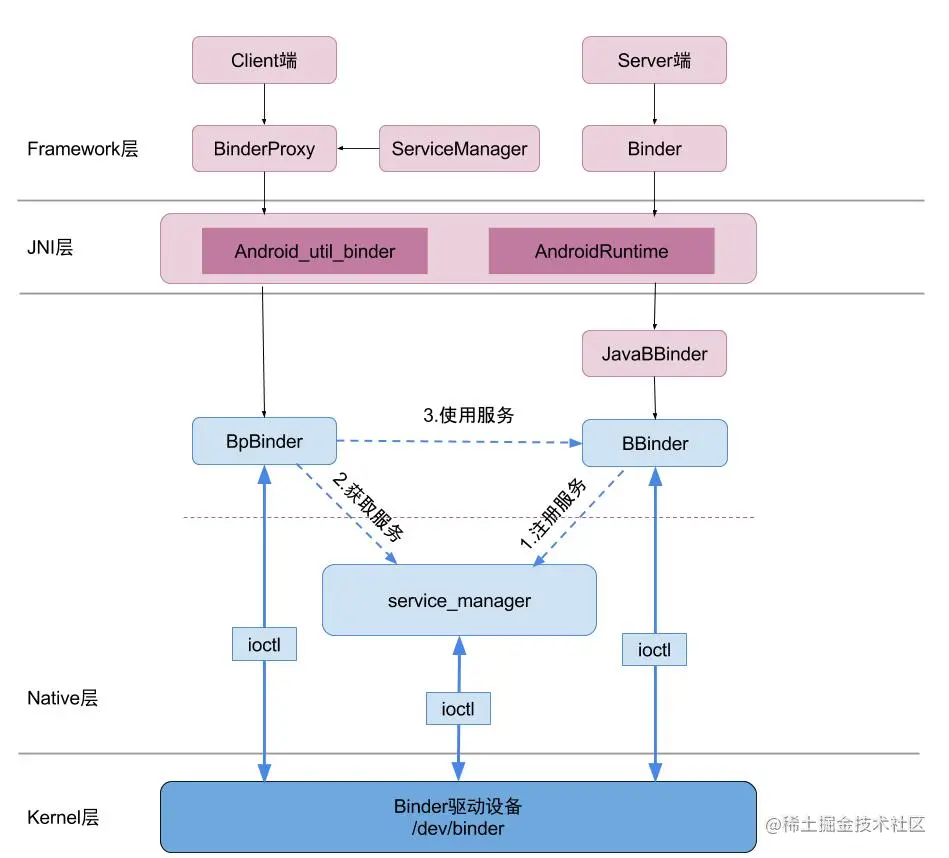 Client端
Server端
Framework层
BinderProxy
ServiceManager
Binder
JNI层
Android_util_binder
AndroidRuntime
JavaBBinder
BpBinder
3.使用服务
BBinder
2.获取服务
1.注册服务
service_manager
ioctl
ioctl
Native层
ioctl
Kernel层
Binder驱动设备
/dev/binder
@稀土掘金技术社区